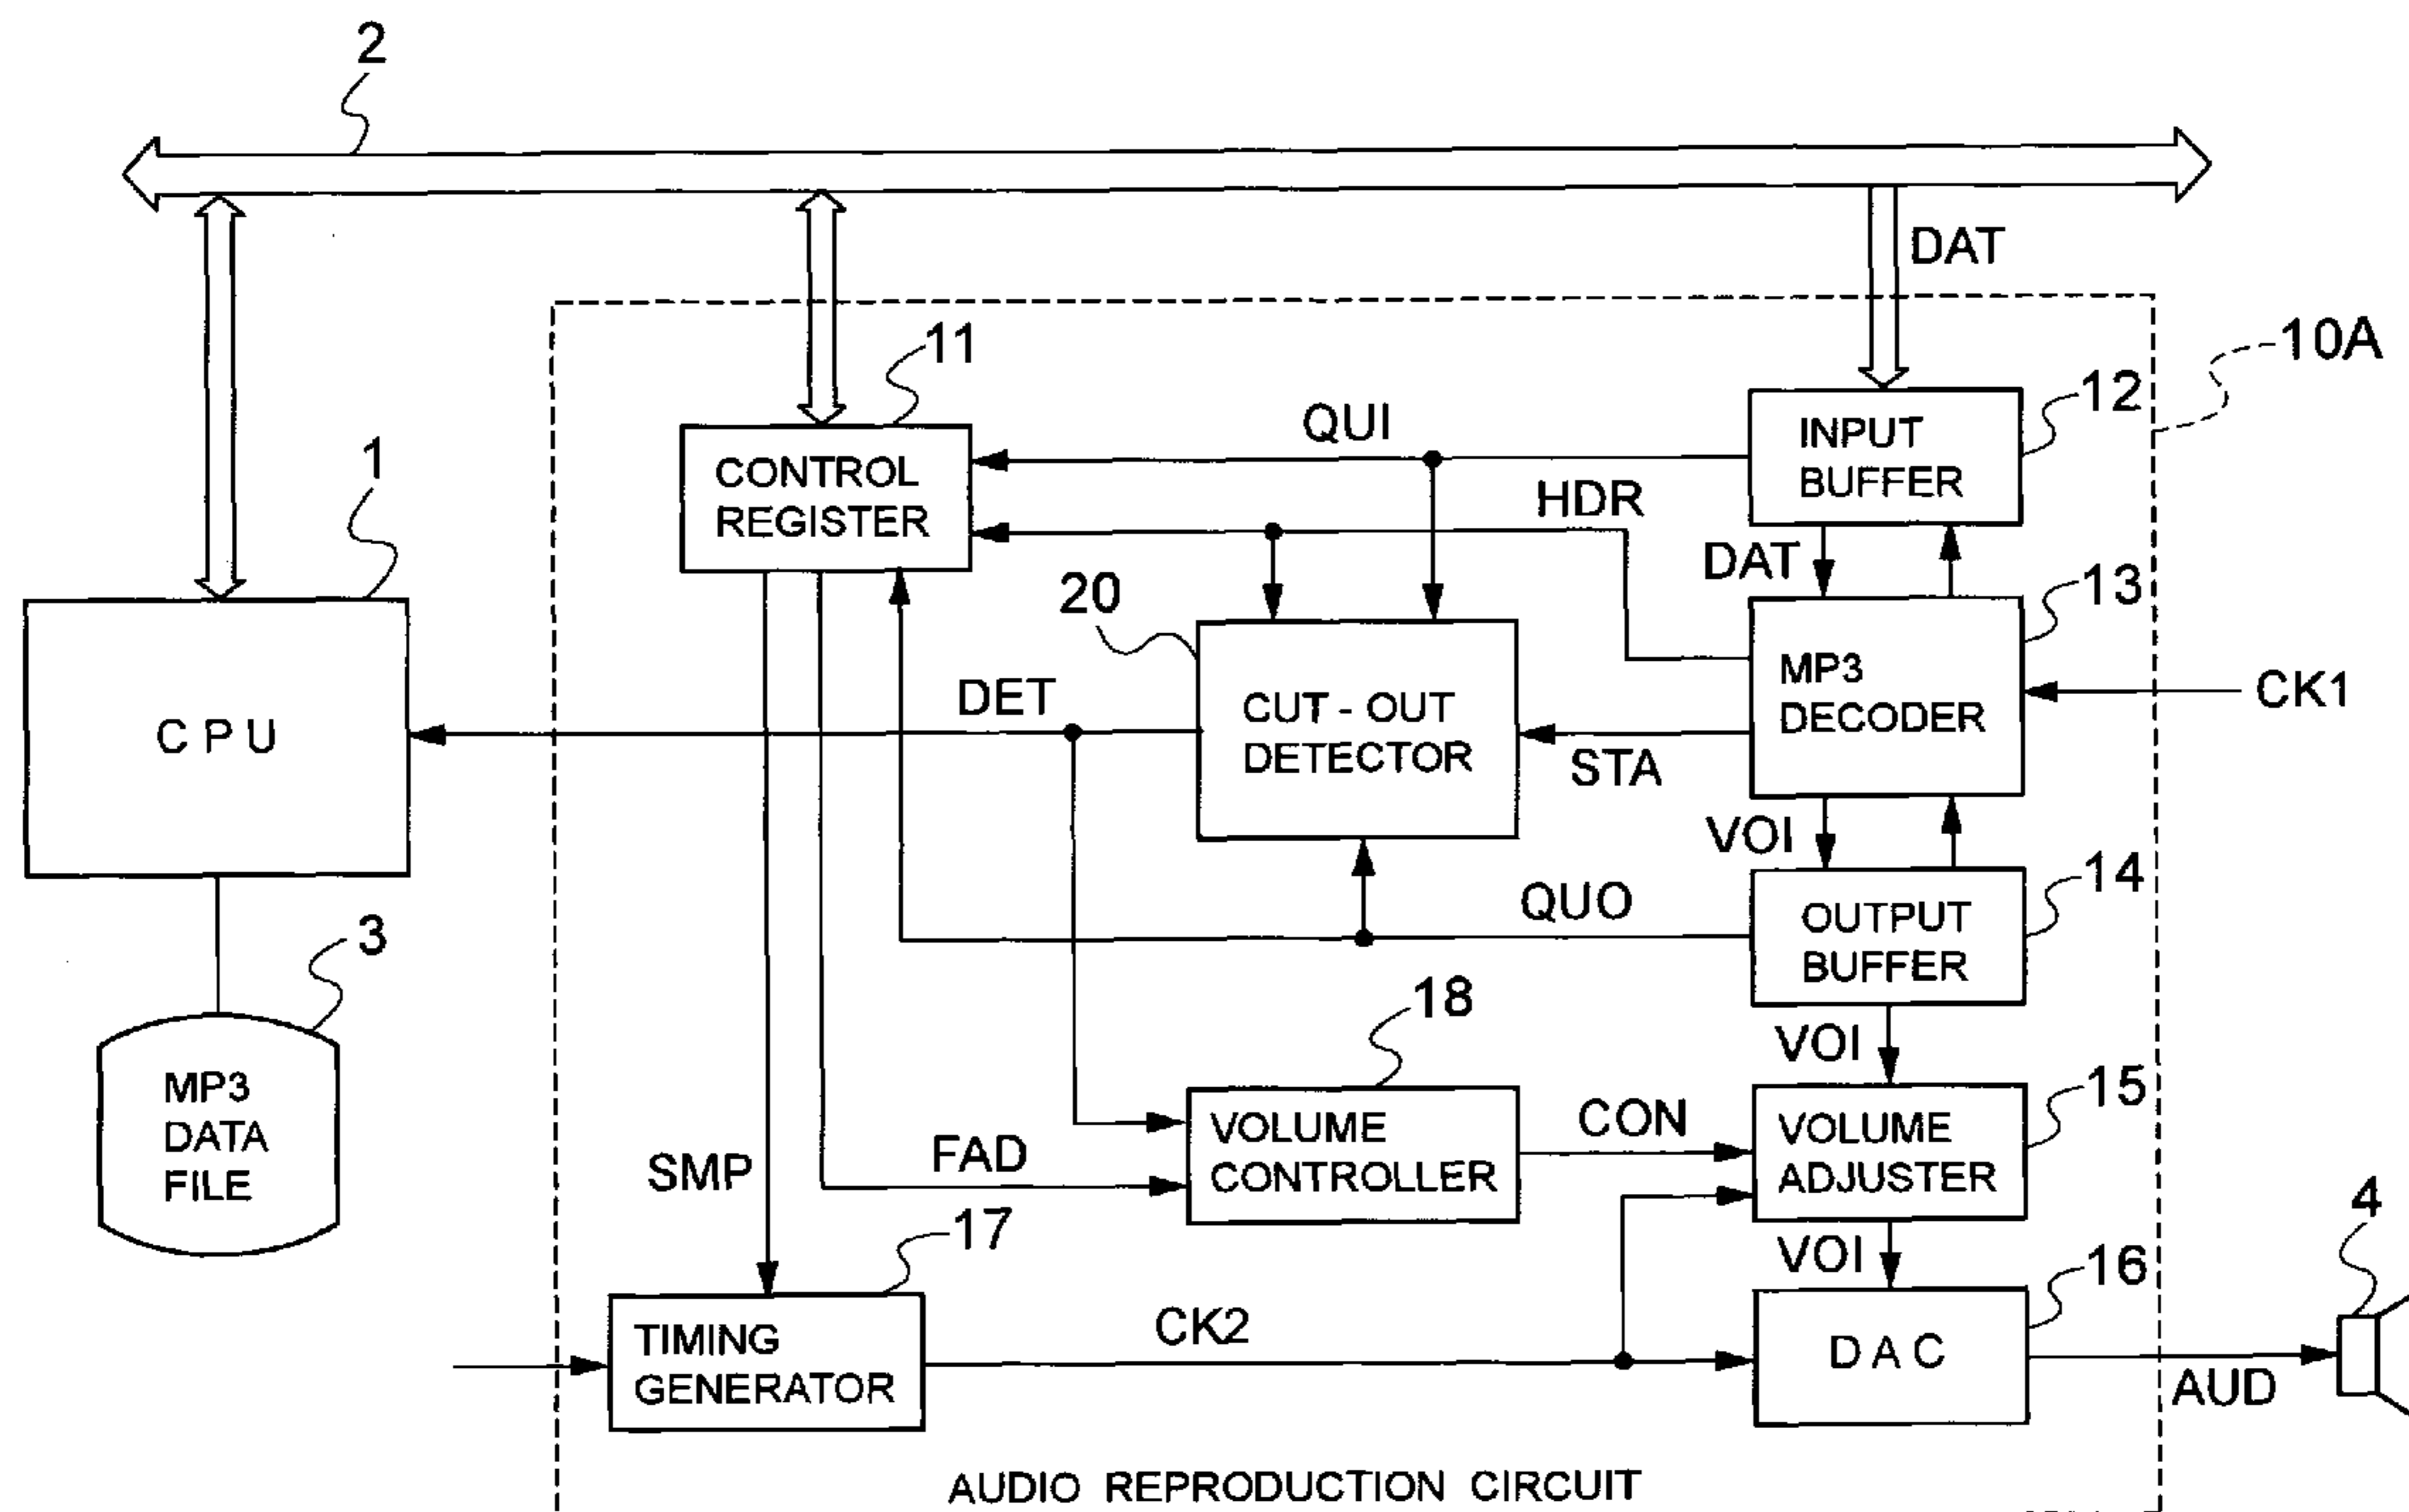 2
DAT
10A
11
12
QUI
INPUT
BUFFER
CONTROL
REGISTER
HDR
1
DAT
20
13
MP3
DECODER
CK1
DET
CUT - OUT
DETECTOR
C P U
STA
VOI
14
QUO
OUTPUT
BUFFER
3
18
VOI
MP3
DATA
FILE
15
CON
VOLUME
CONTROLLER
VOLUME
ADJUSTER
FAD
SMP
4
17
VOI
16
TIMING
GENERATOR
CK2
D A C
AUD
AUDIO REPRODUCTION CIRCUIT